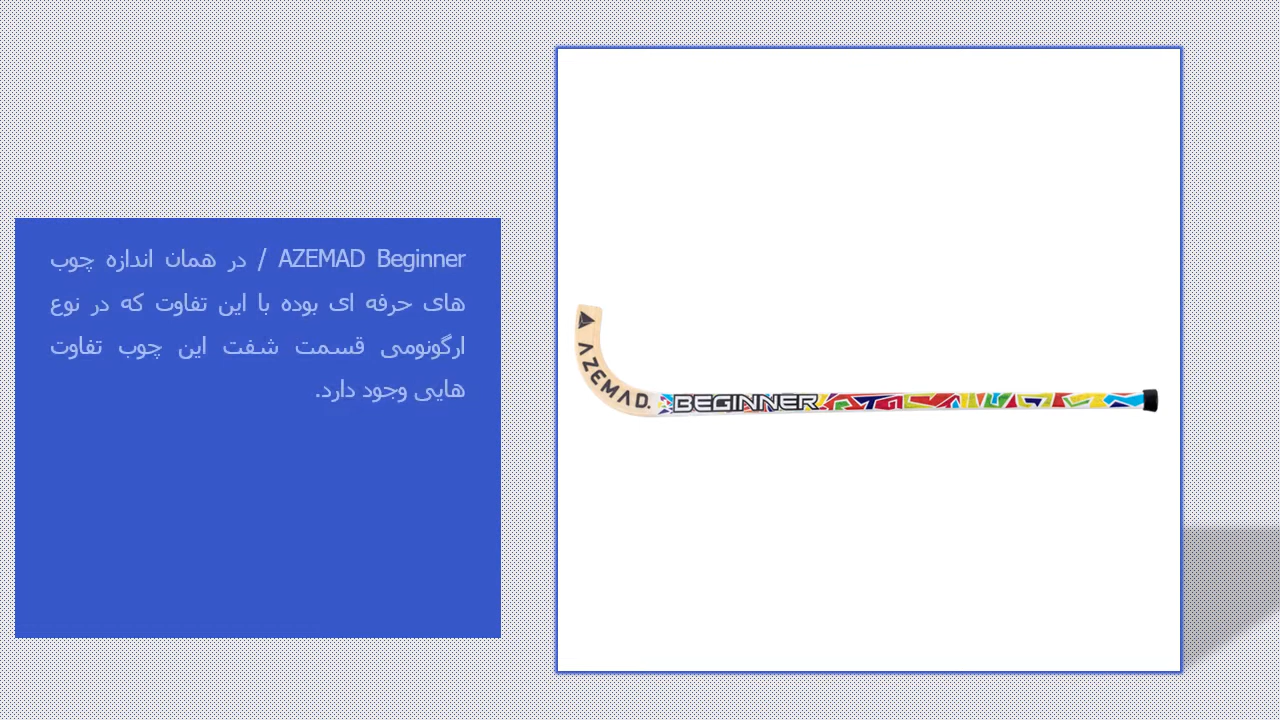 AZEMAD Beginner / در همان اندازه چوب
های حرفه ای بوده با این تفاوت که در نوع
ارگونومی قسمت شفت این چوب تفاوت
هایی وجود دارد.
AZEMAD.
BEGINNER